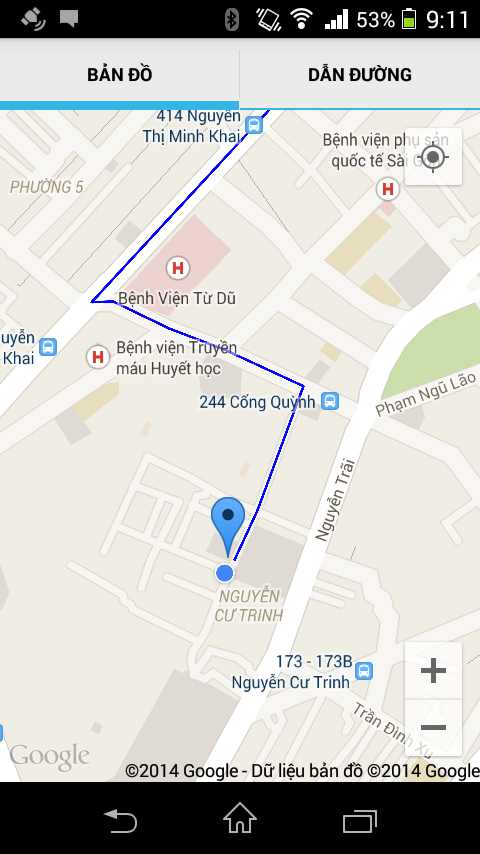 53% 9:11
BẢN ĐỒ
DẪN ĐƯỜNG
414 Nguyễn
Thị Minh Khai
Bệnh viện phụ sản
quốc tế Sài
PHƯỜNG 5
H
H
Bệnh Viện Từ Dũ
uyễn
Khai
H
Bệnh viện Truyền
máu Huyết học
244 Cống Quỳnh
Phạm Ngũ Lão
Nguyễn Trãi
NGUYỄN
CƯ TRINH
173 - 173B
Nguyễn Cư Trinh
Trần Đình Xu
Google
©2014 Google - Dữ liệu bản đồ ©2014 Google